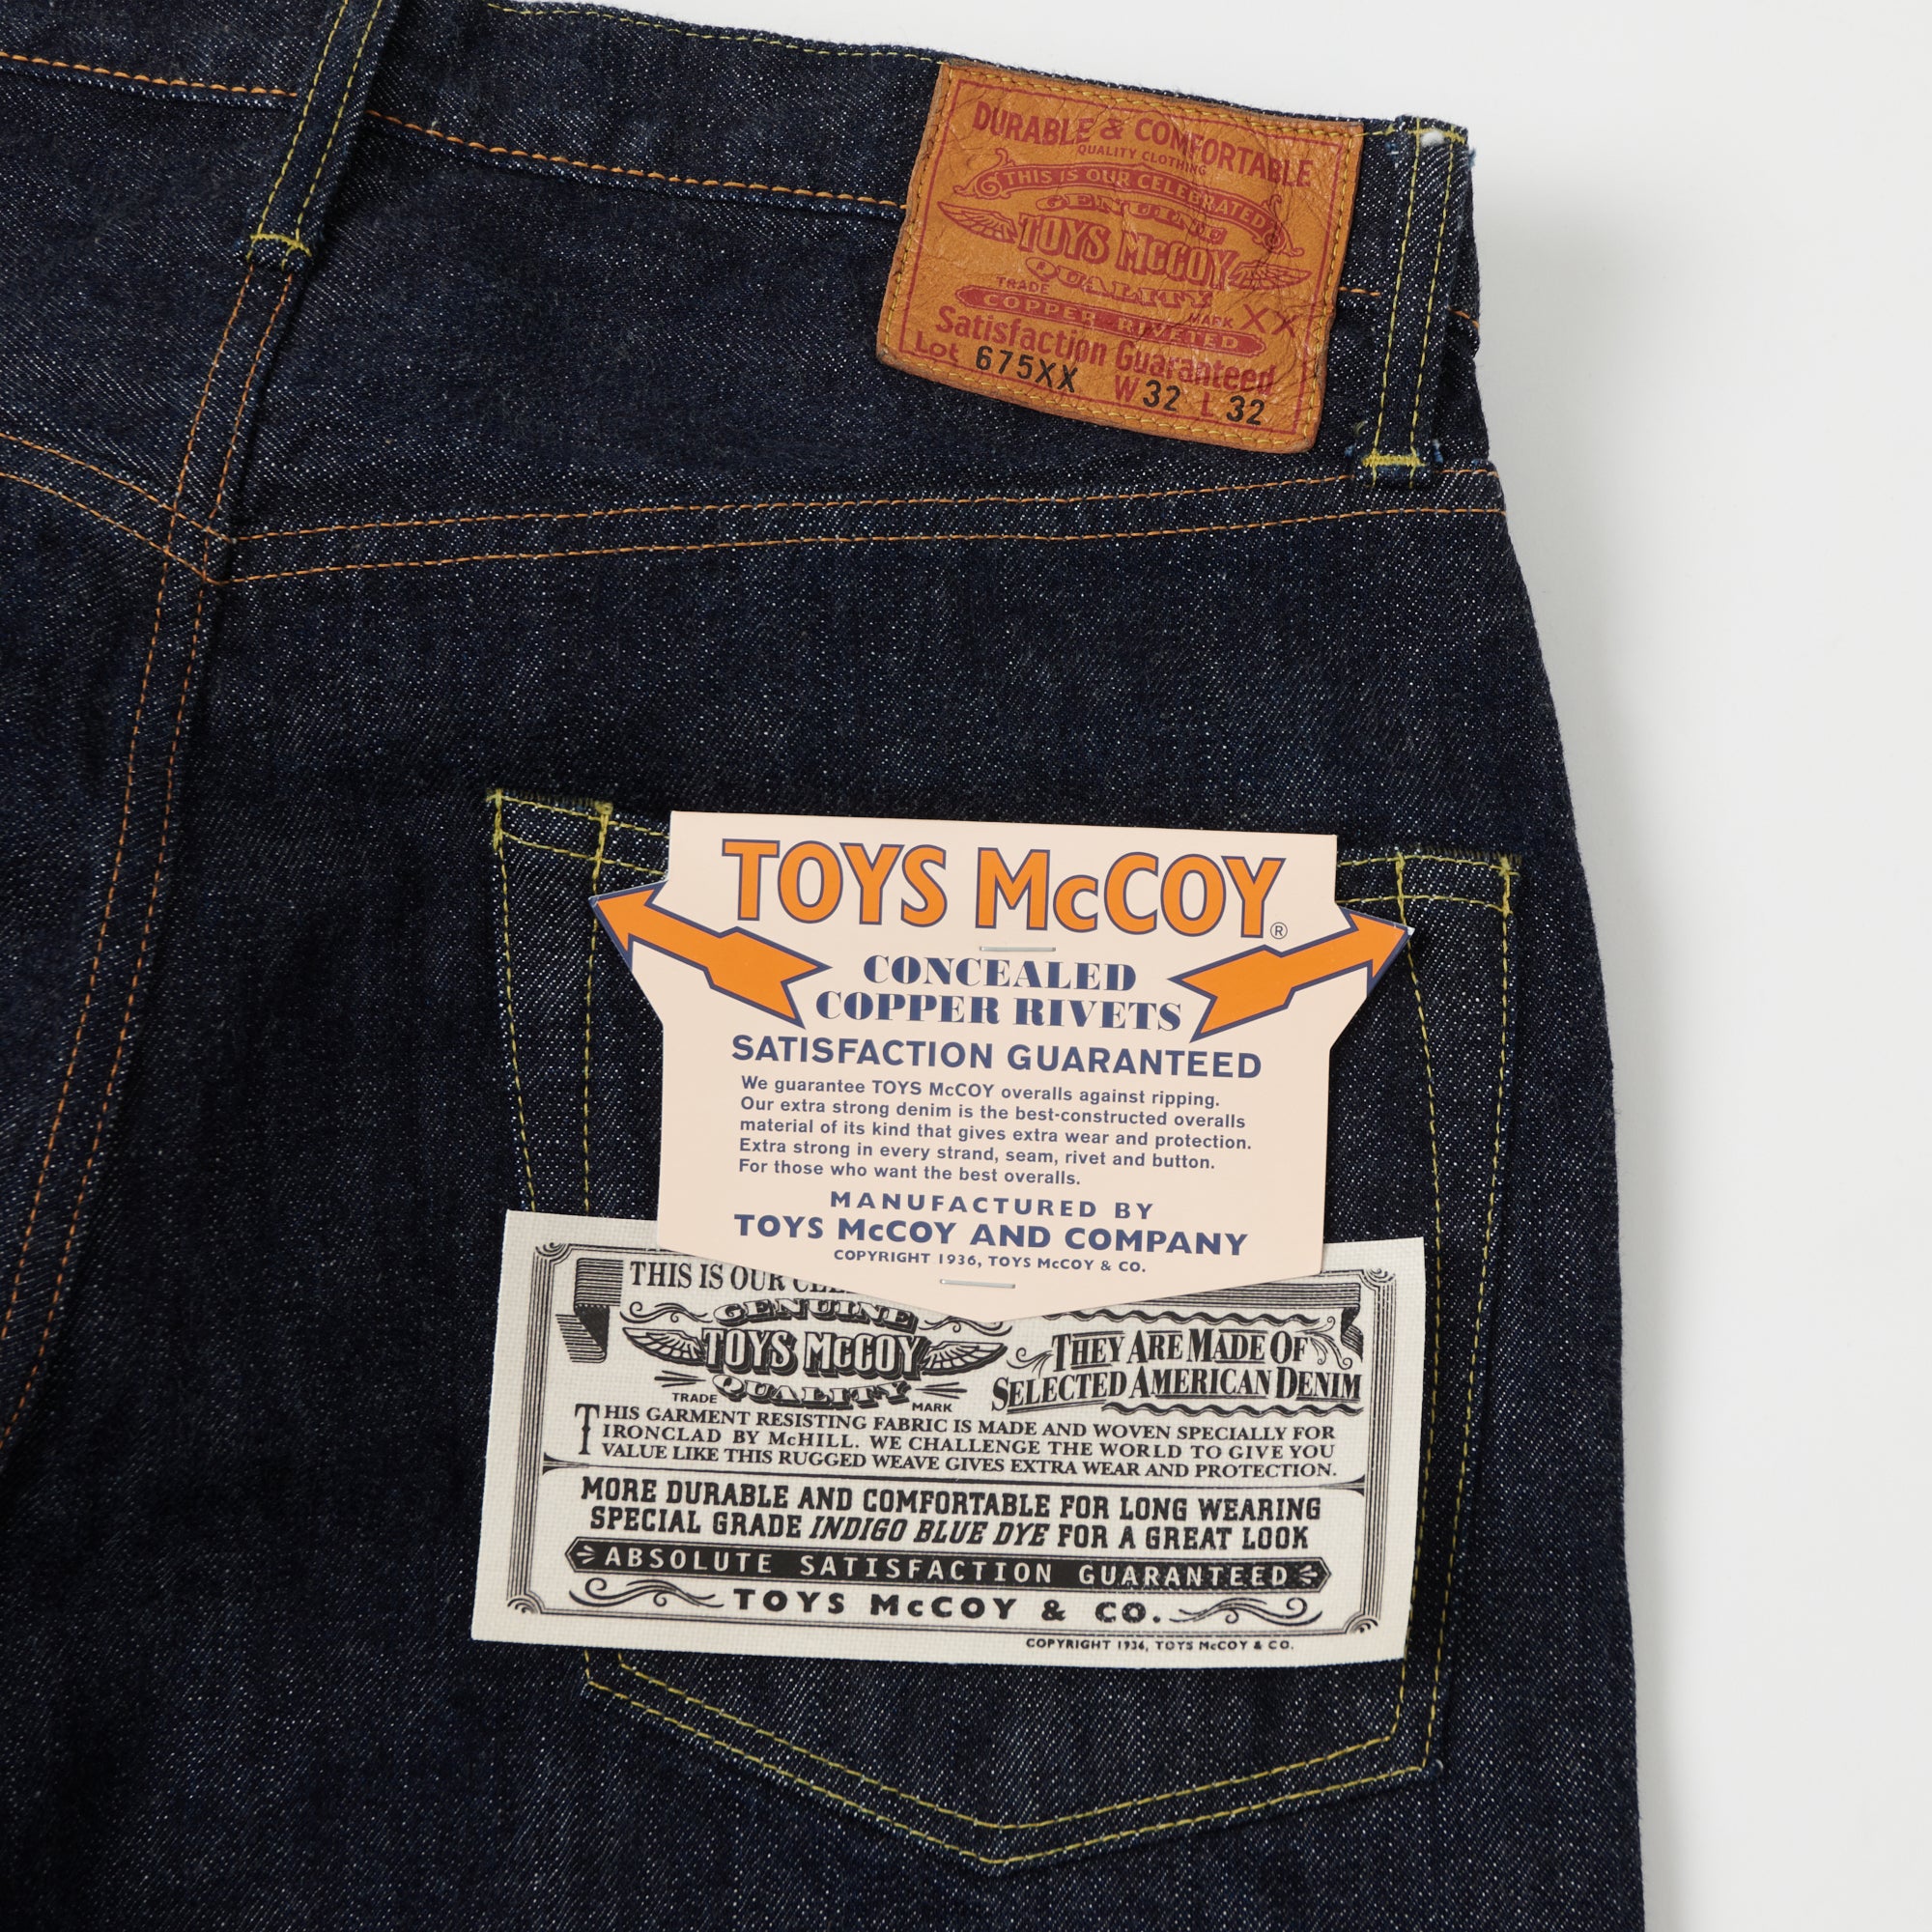 DURABLE & COMFORTABLE
QUALITY CLOTHING
THIS IS OUR CELEBRATED
GENUINE
TOYS McCOY
QUALITY
TRADE MARK XX
COPPER RIVETED
Satisfaction Guaranteed
Lot 675XX W 32 L 32
TOYS McCOY®
CONCEALED
COPPER RIVETS
SATISFACTION GUARANTEED
We guarantee TOYS McCOY overalls against ripping.
Our extra strong denim is the best-constructed overalls
material of its kind that gives extra wear and protection.
Extra strong in every strand, seam, rivet and button.
For those who want the best overalls.
MANUFACTURED BY
TOYS McCOY AND COMPANY
COPYRIGHT 1936, TOYS McCOY & CO.
THIS IS OUR
GENUINE
TOYS McCOY
QUALITY
TRADE MARK
THEY ARE MADE OF
SELECTED AMERICAN DENIM
THIS GARMENT RESISTING FABRIC IS MADE AND WOVEN SPECIALLY FOR
IRONCLAD BY McHILL. WE CHALLENGE THE WORLD TO GIVE YOU
VALUE LIKE THIS RUGGED WEAVE GIVES EXTRA WEAR AND PROTECTION.
MORE DURABLE AND COMFORTABLE FOR LONG WEARING
SPECIAL GRADE INDIGO BLUE DYE FOR A GREAT LOOK
ABSOLUTE SATISFACTION GUARANTEED
TOYS McCOY & CO.
COPYRIGHT 1936, TOYS McCOY & CO.